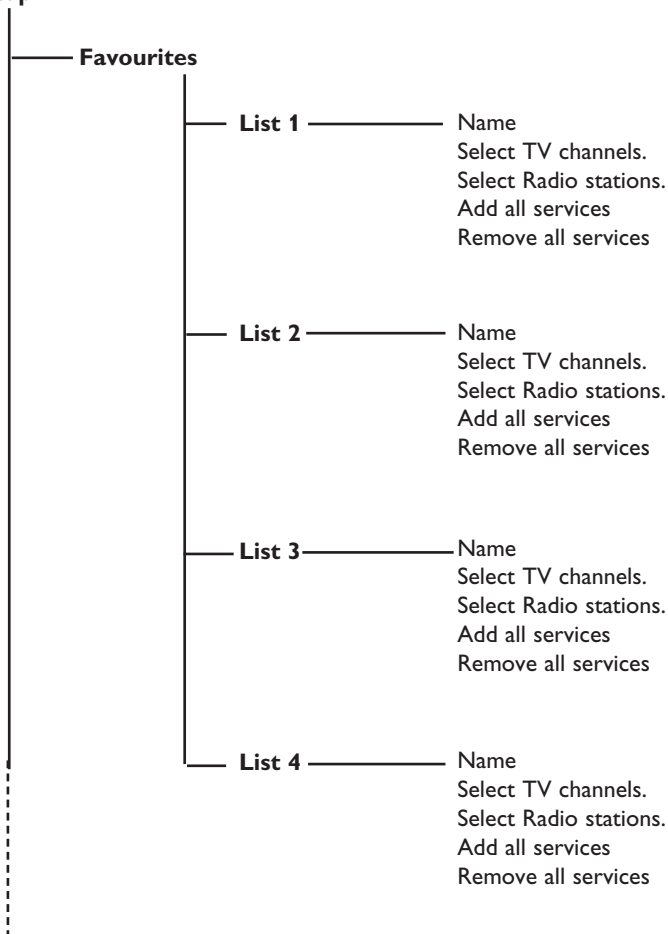 Favourites
List 1
Name
Select TV channels.
Select Radio stations.
Add all services
Remove all services
List 2
Name
Select TV channels.
Select Radio stations.
Add all services
Remove all services
List 3
Name
Select TV channels.
Select Radio stations.
Add all services
Remove all services
List 4
Name
Select TV channels.
Select Radio stations.
Add all services
Remove all services